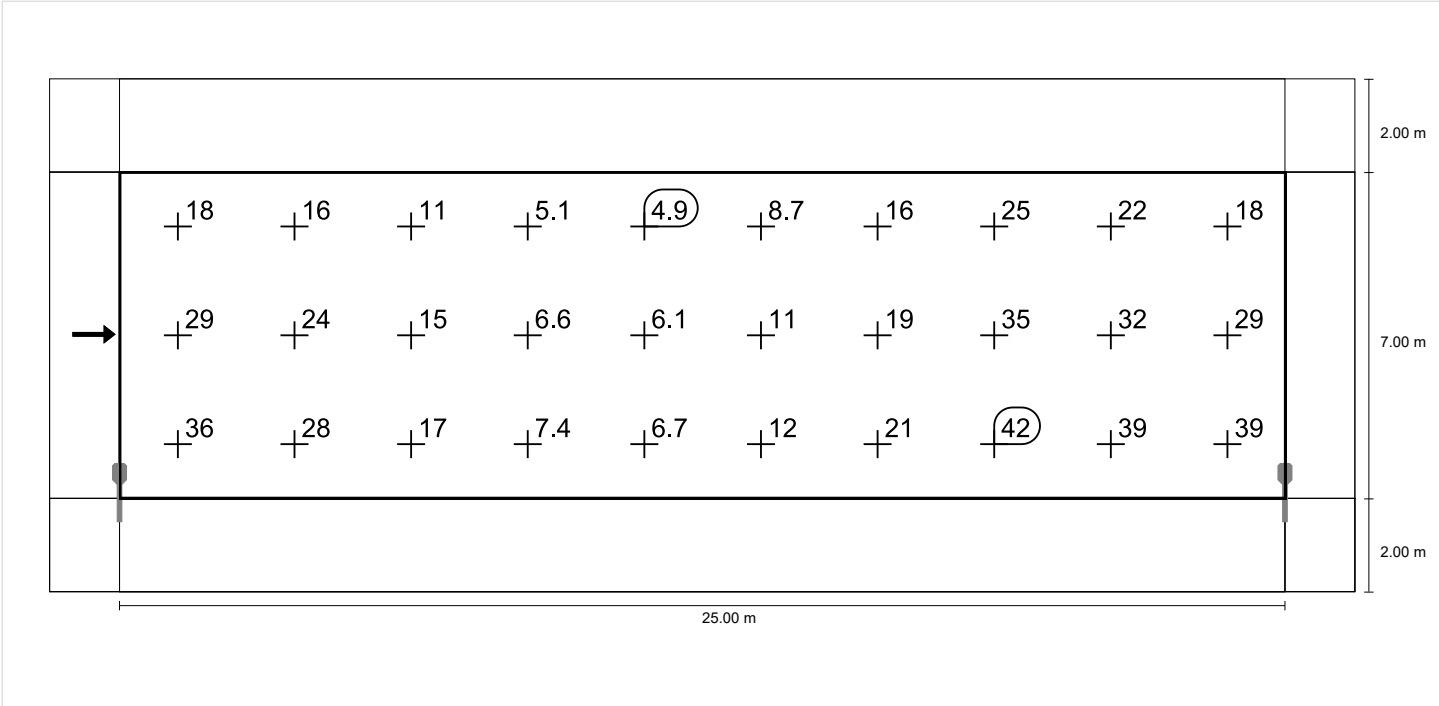 2.00 m
18 16 11 5.1 4.9 8.7 16 25 22 18
29 24 15 6.6 6.1 11 19 35 32 29
7.00 m
36 28 17 7.4 6.7 12 21 42 39 39
2.00 m
25.00 m